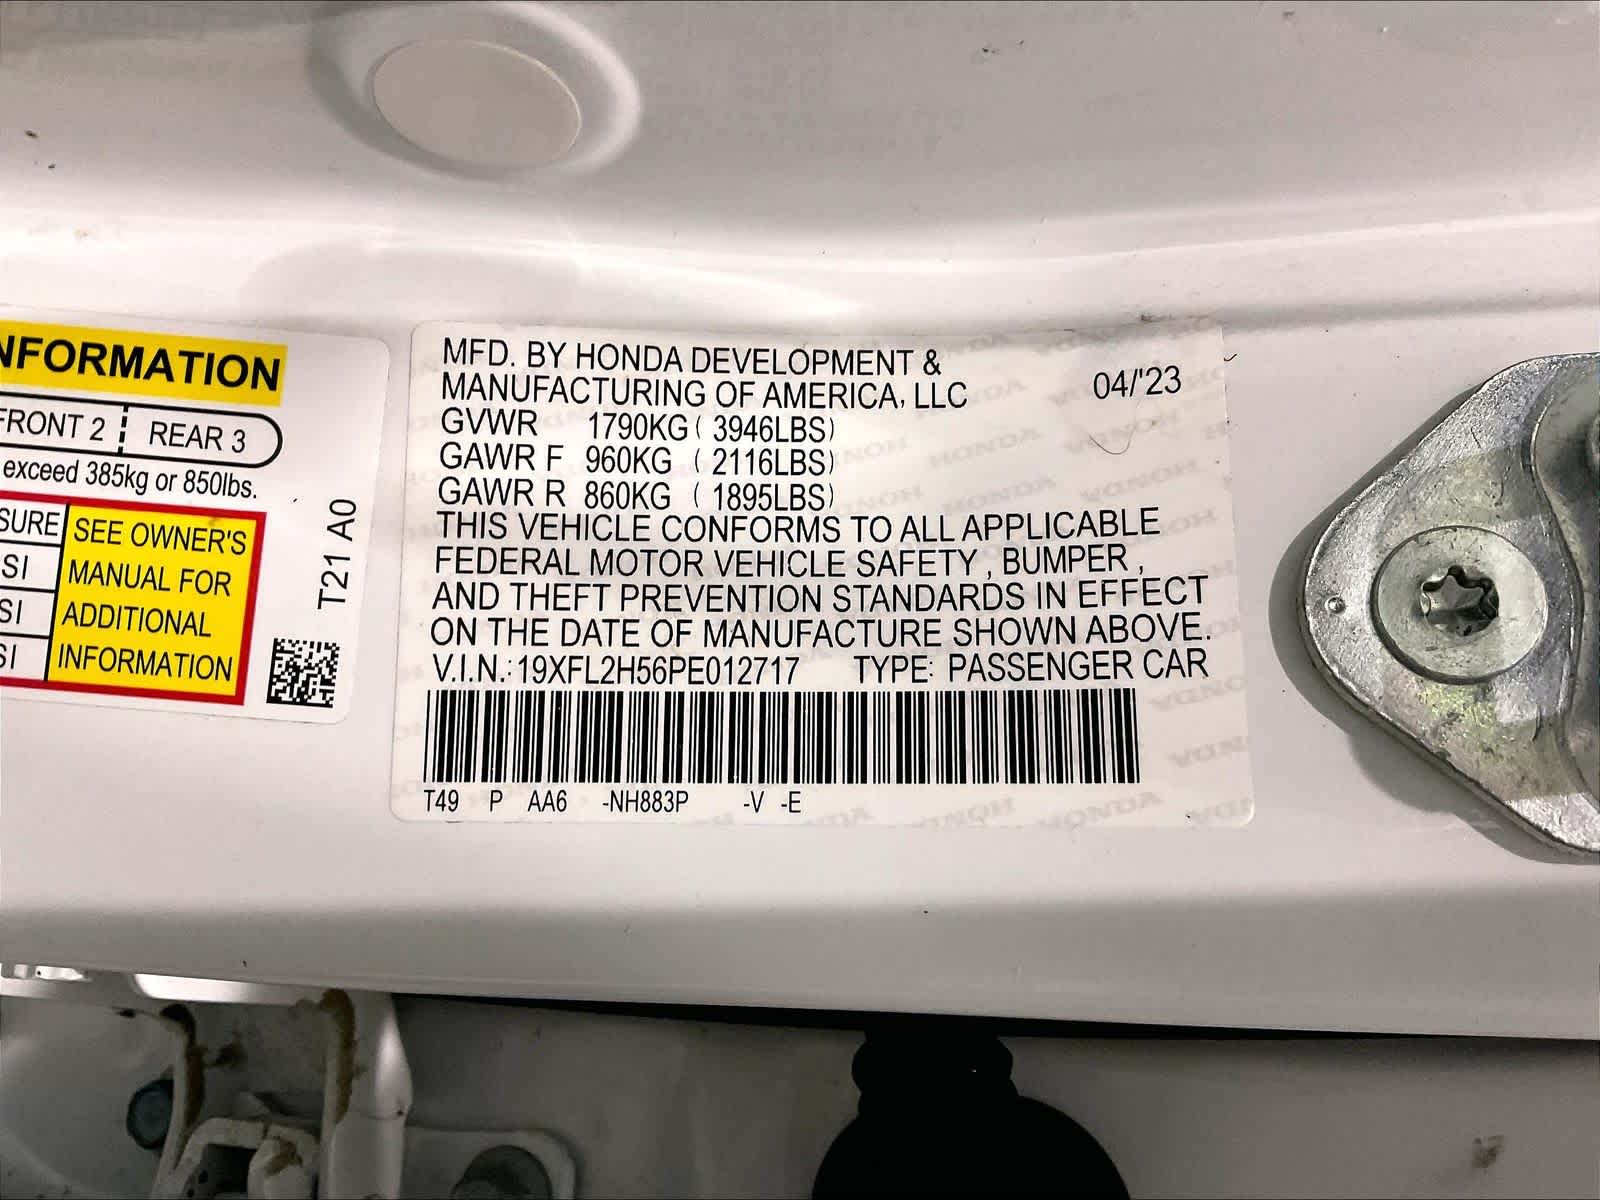 NFORMATION
FRONT 2 REAR 3
exceed 385kg or 850lbs.
SURE SEE OWNER'S
SI MANUAL FOR
SI ADDITIONAL
SI INFORMATION
T21 A0
MFD. BY HONDA DEVELOPMENT &
MANUFACTURING OF AMERICA, LLC 04/'23
GVWR 1790KG ( 3946LBS)
GAWR F 960KG ( 2116LBS)
GAWR R 860KG ( 1895LBS)
THIS VEHICLE CONFORMS TO ALL APPLICABLE
FEDERAL MOTOR VEHICLE SAFETY , BUMPER ,
AND THEFT PREVENTION STANDARDS IN EFFECT
ON THE DATE OF MANUFACTURE SHOWN ABOVE.
V.I.N.: 19XFL2H56PE012717 TYPE: PASSENGER CAR
T49 P AA6 -NH883P -V -E